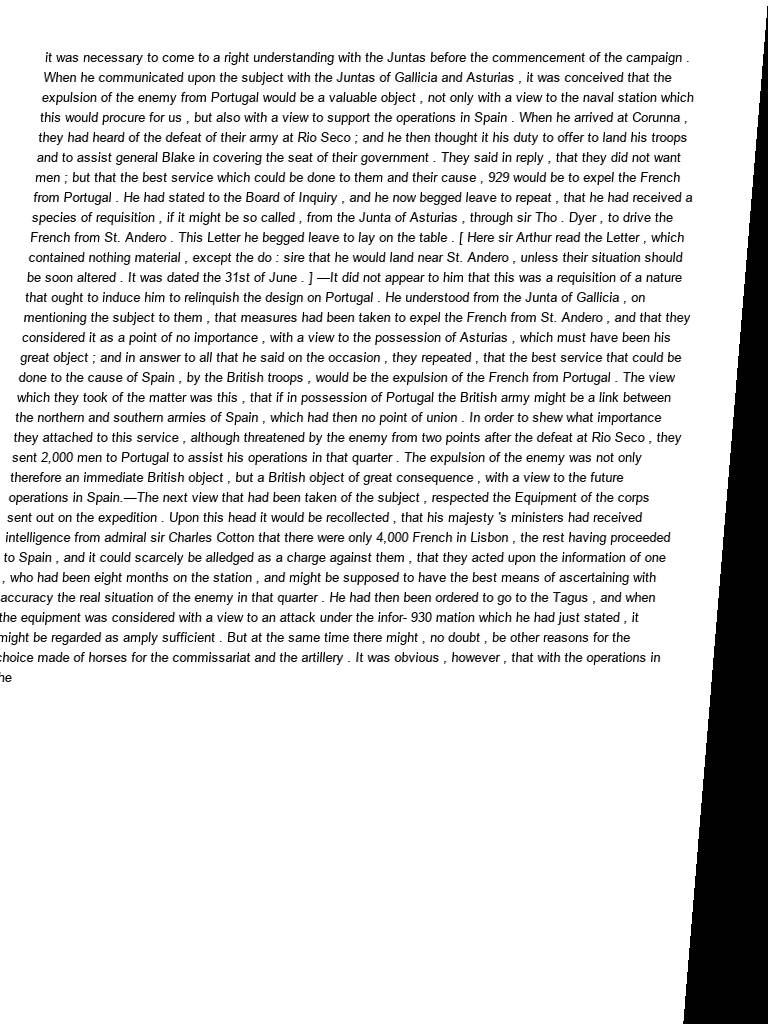 it was necessary to come to a right understanding with the Juntas before the commencement of the campaign .
When he communicated upon the subject with the Juntas of Gallicia and Asturias , it was conceived that the
expulsion of the enemy from Portugal would be a valuable object , not only with a view to the naval station which
this would procure for us , but also with a view to support the operations in Spain . When he arrived at Corunna ,
they had heard of the defeat of their army at Rio Seco ; and he then thought it his duty to offer to land his troops
and to assist general Blake in covering the seat of their government . They said in reply , that they did not want
men ; but that the best service which could be done to them and their cause , 929 would be to expel the French
from Portugal . He had stated to the Board of Inquiry , and he now begged leave to repeat , that he had received a
species of requisition , if it might be so called , from the Junta of Asturias , through sir Tho . Dyer , to drive the
French from St. Andero . This Letter he begged leave to lay on the table . [ Here sir Arthur read the Letter , which
contained nothing material , except the do : sire that he would land near St. Andero , unless their situation should
be soon altered . It was dated the 31st of June . ] —It did not appear to him that this was a requisition of a nature
that ought to induce him to relinquish the design on Portugal . He understood from the Junta of Gallicia , on
mentioning the subject to them , that measures had been taken to expel the French from St. Andero , and that they
considered it as a point of no importance , with a view to the possession of Asturias , which must have been his
great object ; and in answer to all that he said on the occasion , they repeated , that the best service that could be
done to the cause of Spain , by the British troops , would be the expulsion of the French from Portugal . The view
which they took of the matter was this , that if in possession of Portugal the British army might be a link between
the northern and southern armies of Spain , which had then no point of union . In order to shew what importance
they attached to this service , although threatened by the enemy from two points after the defeat at Rio Seco , they
sent 2,000 men to Portugal to assist his operations in that quarter . The expulsion of the enemy was not only
therefore an immediate British object , but a British object of great consequence , with a view to the future
operations in Spain.—The next view that had been taken of the subject , respected the Equipment of the corps
sent out on the expedition . Upon this head it would be recollected , that his majesty 's ministers had received
intelligence from admiral sir Charles Cotton that there were only 4,000 French in Lisbon , the rest having proceeded
to Spain , and it could scarcely be alledged as a charge against them , that they acted upon the information of one
, who had been eight months on the station , and might be supposed to have the best means of ascertaining with
accuracy the real situation of the enemy in that quarter . He had then been ordered to go to the Tagus , and when
the equipment was considered with a view to an attack under the infor- 930 mation which he had just stated , it
might be regarded as amply sufficient . But at the same time there might , no doubt , be other reasons for the
choice made of horses for the commissariat and the artillery . It was obvious , however , that with the operations in
he